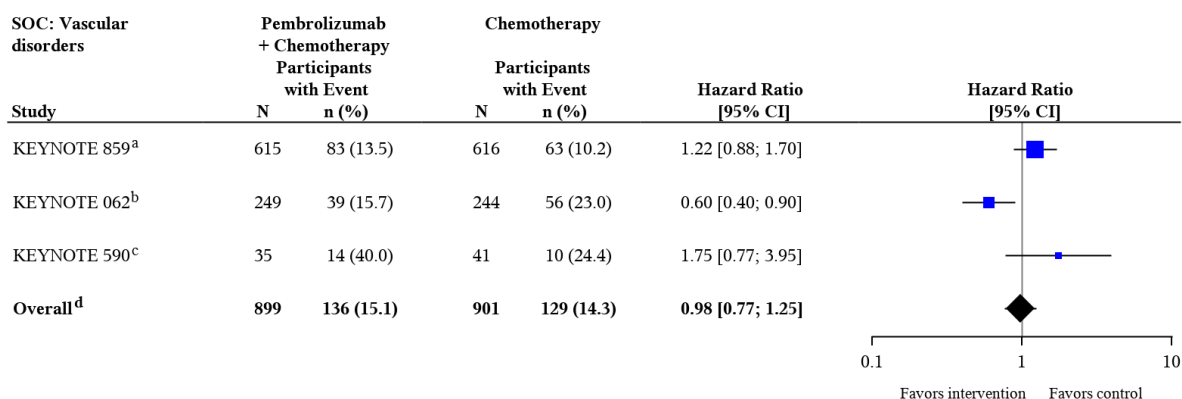 SOC: Vascular disorders
Pembrolizumab + Chemotherapy
Chemotherapy
Participants with Event
Participants with Event
Hazard Ratio
Hazard Ratio
Study N n (%) N n (%) [95% CI] [95% CI]
KEYNOTE 859a 615 83 (13.5) 616 63 (10.2) 1.22 [0.88; 1.70]
KEYNOTE 062b 249 39 (15.7) 244 56 (23.0) 0.60 [0.40; 0.90]
KEYNOTE 590c 35 14 (40.0) 41 10 (24.4) 1.75 [0.77; 3.95]
Overalld 899 136 (15.1) 901 129 (14.3) 0.98 [0.77; 1.25]
0.1 1 10
Favors intervention Favors control